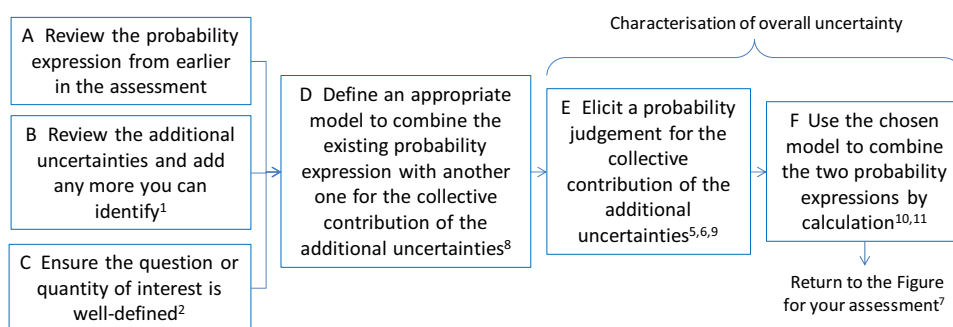 Characterisation of overall uncertainty
A Review the probability
expression from earlier
in the assessment
B Review the additional
uncertainties and add
any more you can
identify1
C Ensure the question or
quantity of interest is
well-defined2
D Define an appropriate
model to combine the
existing probability
expression with another
one for the collective
contribution of the
additional uncertainties8
E Elicit a probability
judgement for the
collective
contribution of the
additional
uncertainties5,6,9
F Use the chosen
model to combine
the two probability
expressions by
calculation10,11
Return to the Figure
for your assessment7